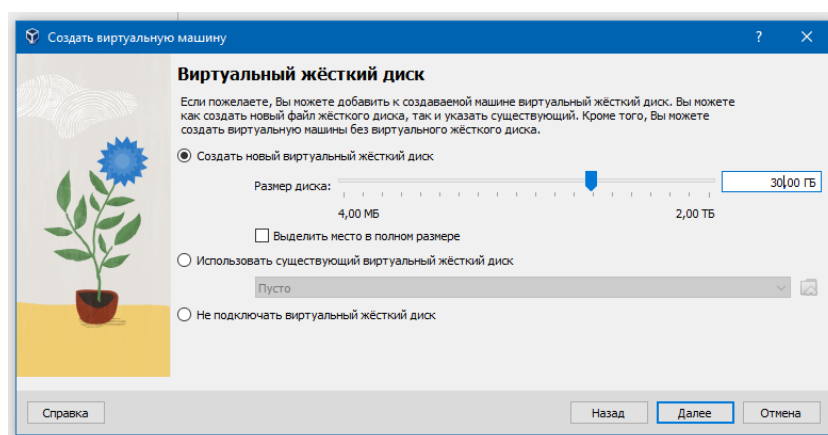 Создать виртуальную машину
?
Виртуальный жёсткий диск
Если пожелаете, Вы можете добавить к создаваемой машине виртуальный жёсткий диск. Вы можете
как создать новый файл жёсткого диска, так и указать существующий. Кроме того, Вы можете
создать виртуальную машины без виртуального жёсткого диска.
Создать новый виртуальный жёсткий диск
Размер диска:
30,00 ГБ
4,00 МБ
2,00 ТБ
Выделить место в полном размере
Использовать существующий виртуальный жёсткий диск
Пусто
Не подключать виртуальный жёсткий диск
Справка
Назад
Далее
Отмена